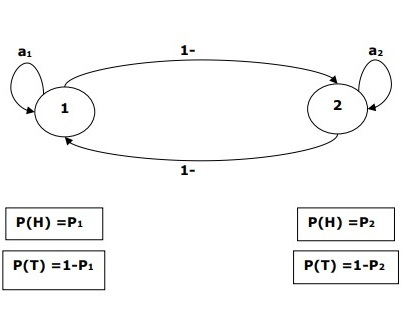 a₁
1-
a₂
1
2
1-
P(H) =P₁
P(H) =P₂
P(T) =1-P₁
P(T) =1-P₂